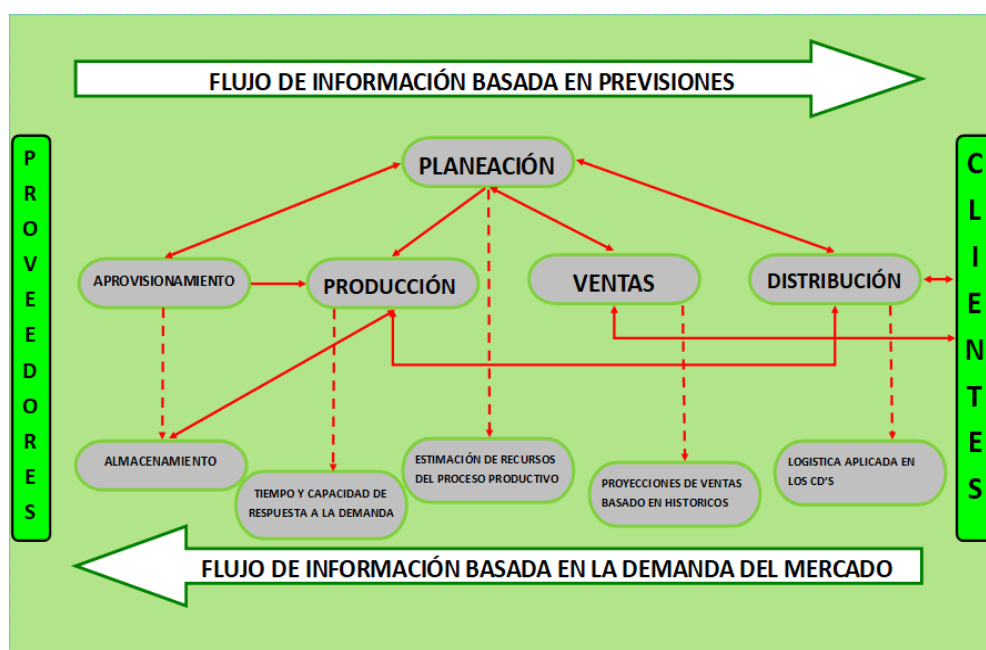 FLUJO DE INFORMACIÓN BASADA EN PREVISIONES
PROVEEDORES
CLIENTES
PLANEACIÓN
APROVISIONAMIENTO
PRODUCCIÓN
VENTAS
DISTRIBUCIÓN
ALMACENAMIENTO
TIEMPO Y CAPACIDAD DE
RESPUESTA A LA DEMANDA
ESTIMACIÓN DE RECURSOS
DEL PROCESO PRODUCTIVO
PROYECCIONES DE VENTAS
BASADO EN HISTORICOS
LOGISTICA APLICADA EN
LOS CD'S
FLUJO DE INFORMACIÓN BASADA EN LA DEMANDA DEL MERCADO